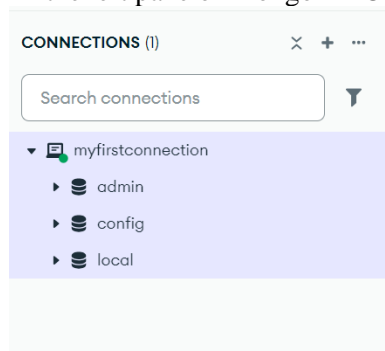 CONNECTIONS (1)
Search connections
myfirstconnection
admin
config
local